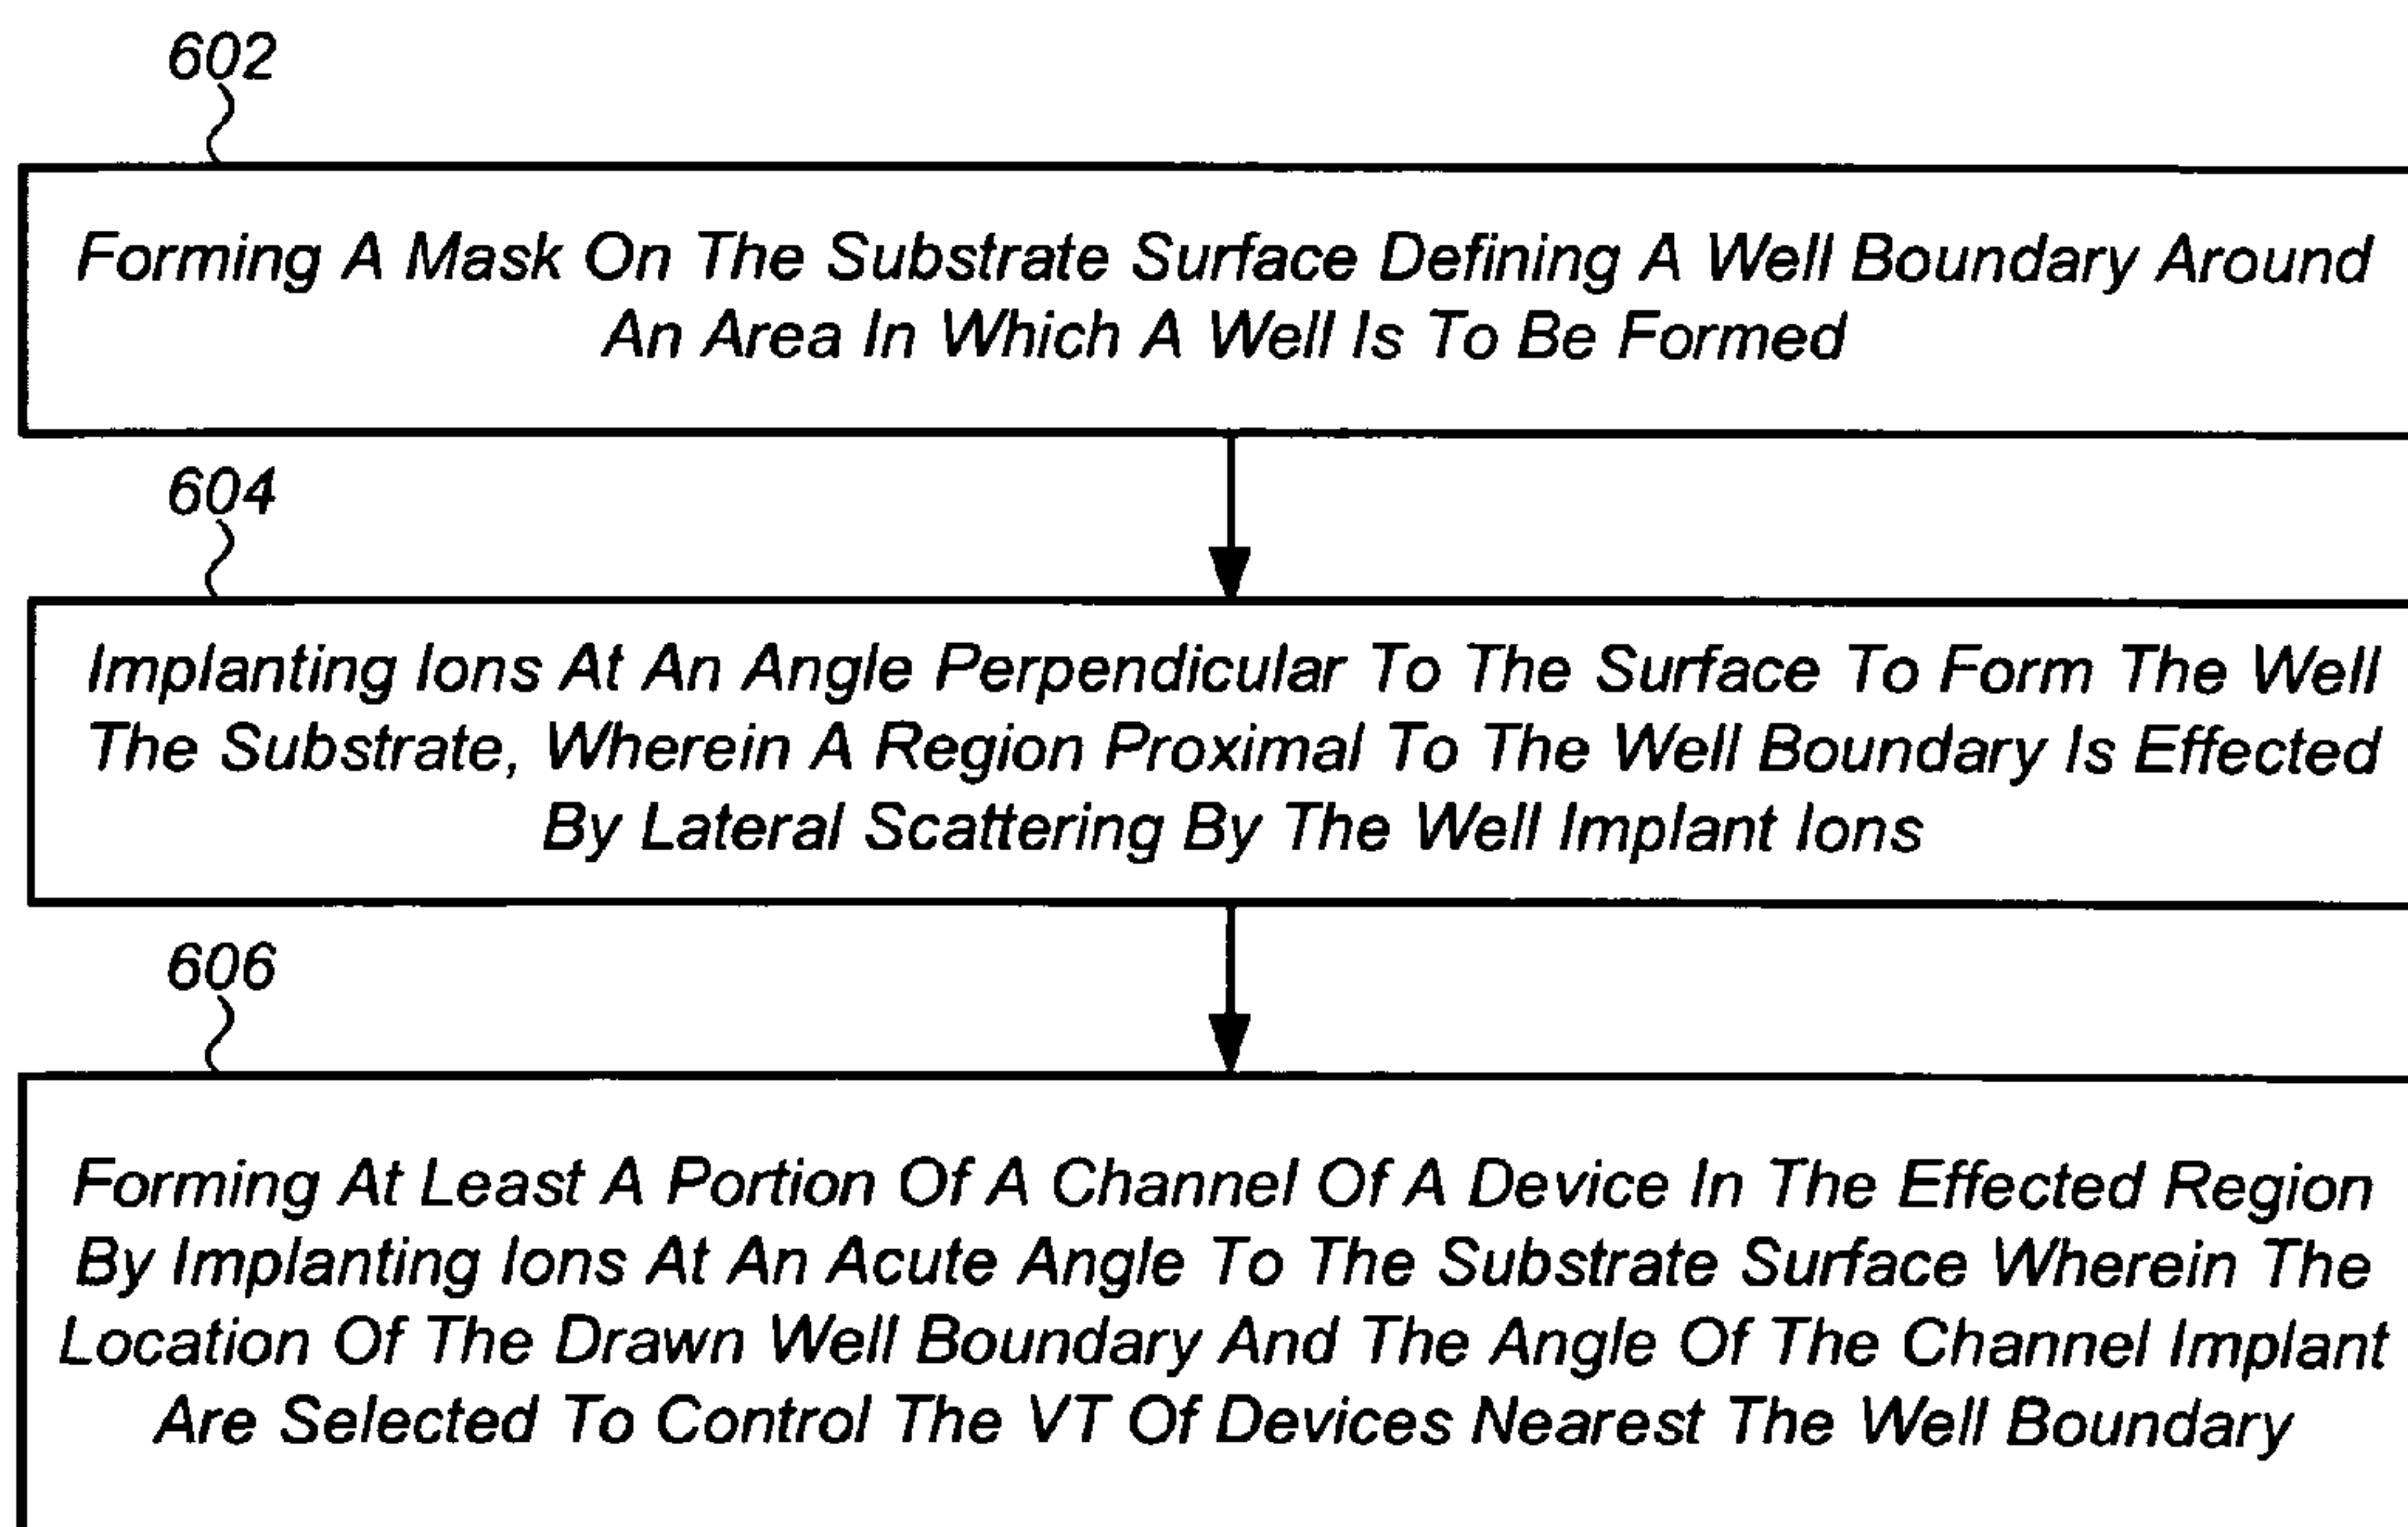 602
Forming A Mask On The Substrate Surface Defining A Well Boundary Around
An Area In Which A Well Is To Be Formed
604
Implanting Ions At An Angle Perpendicular To The Surface To Form The Well
The Substrate, Wherein A Region Proximal To The Well Boundary Is Effected
By Lateral Scattering By The Well Implant Ions
606
Forming At Least A Portion Of A Channel Of A Device In The Effected Region
By Implanting Ions At An Acute Angle To The Substrate Surface Wherein The
Location Of The Drawn Well Boundary And The Angle Of The Channel Implant
Are Selected To Control The VT Of Devices Nearest The Well Boundary